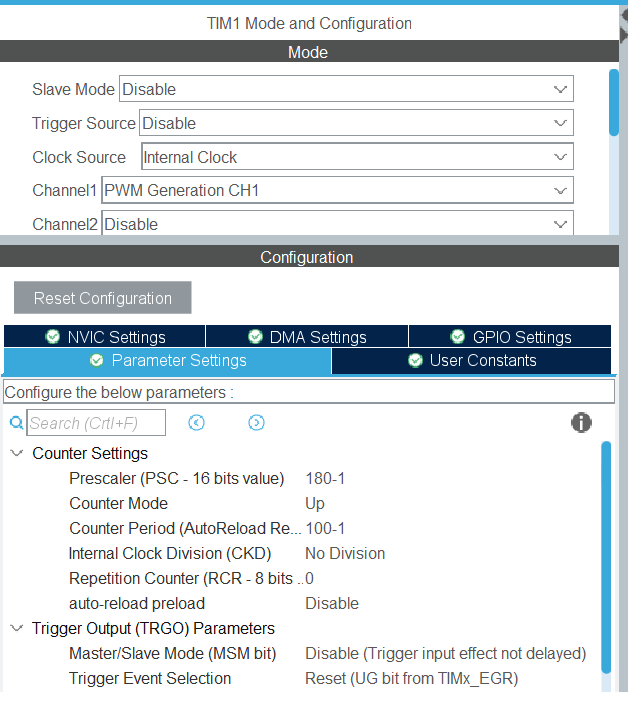 TIM1 Mode and Configuration
Mode
Slave Mode Disable
Trigger Source Disable
Clock Source Internal Clock
Channel1 PWM Generation CH1
Channel2 Disable
Configuration
Reset Configuration
NVIC Settings DMA Settings GPIO Settings
Parameter Settings User Constants
Configure the below parameters :
Search (Crtl+F)
Counter Settings
Prescaler (PSC - 16 bits value) 180-1
Counter Mode Up
Counter Period (AutoReload Re... 100-1
Internal Clock Division (CKD) No Division
Repetition Counter (RCR - 8 bits ... 0
auto-reload preload Disable
Trigger Output (TRGO) Parameters
Master/Slave Mode (MSM bit) Disable (Trigger input effect not delayed)
Trigger Event Selection Reset (UG bit from TIMx_EGR)